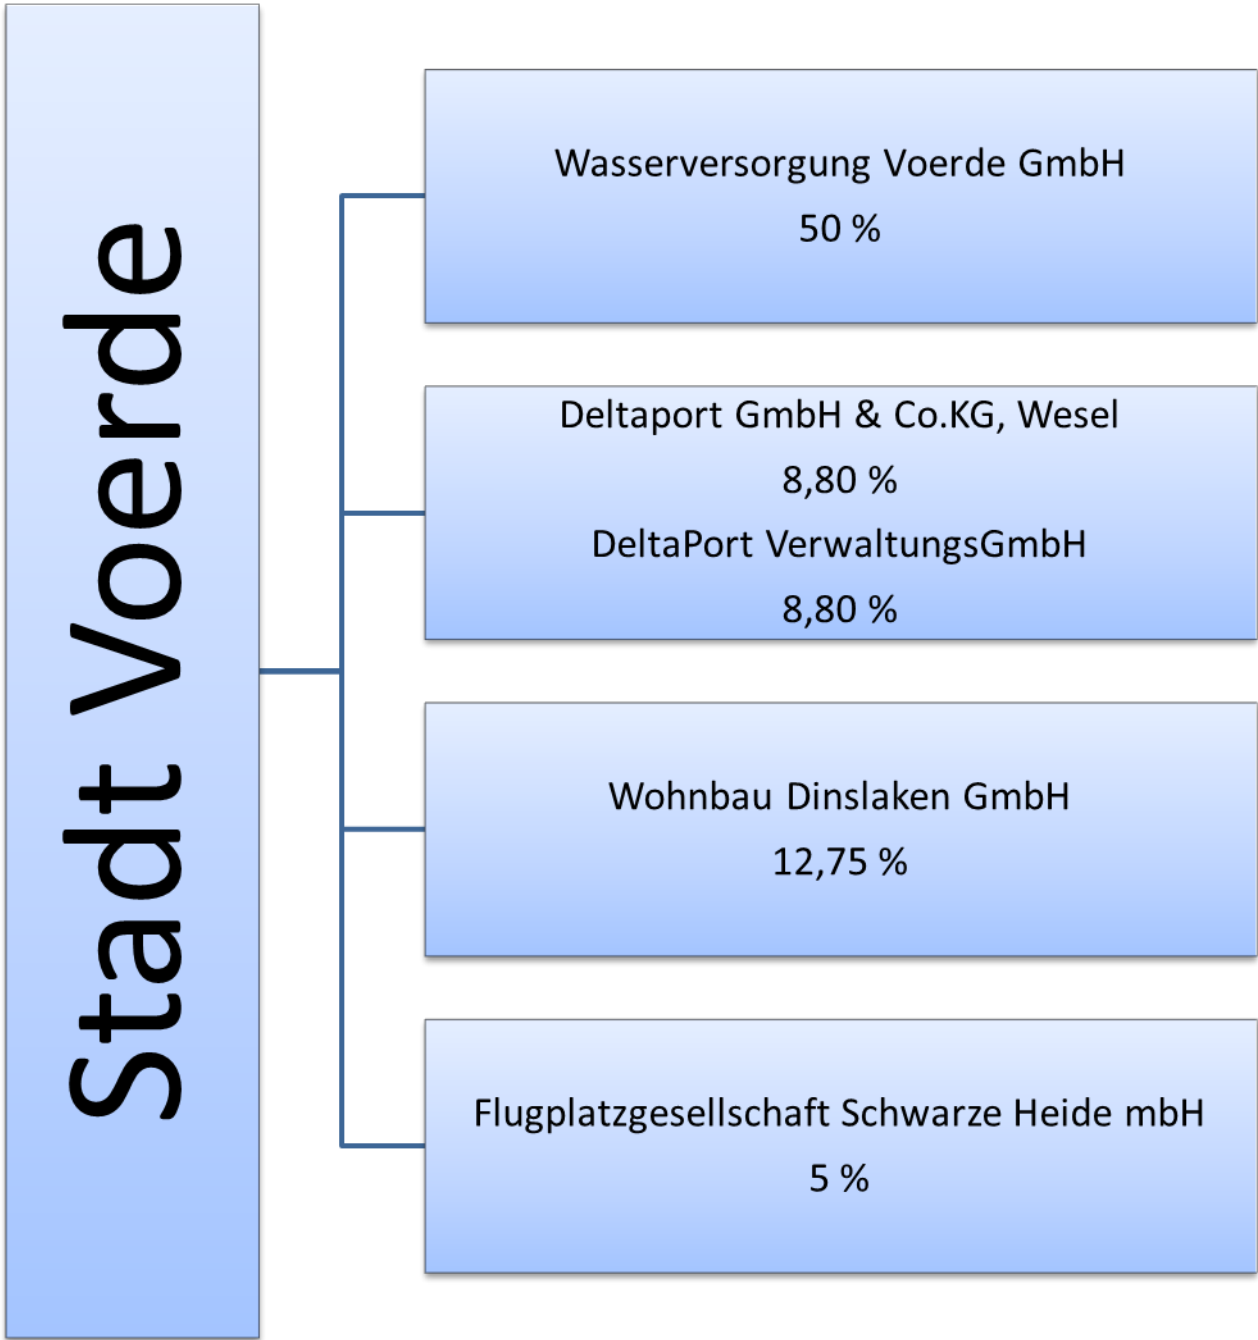 Stadt Voerde
Wasserversorgung Voerde GmbH
50 %
Deltaport GmbH & Co.KG, Wesel
8,80 %
DeltaPort VerwaltungsGmbH
8,80 %
Wohnbau Dinslaken GmbH
12,75 %
Flugplatzgesellschaft Schwarze Heide mbH
5 %